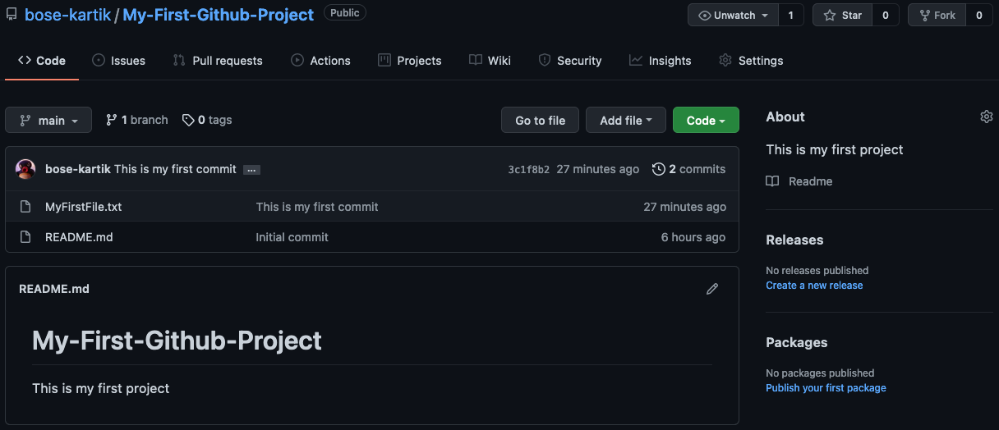 bose-kartik / My-First-Github-Project Public Unwatch 1 Star 0 Fork 0
Code Issues Pull requests Actions Projects Wiki Security Insights Settings
main 1 branch 0 tags Go to file Add file Code
bose-kartik This is my first commit ... 3c1f8b2 27 minutes ago 2 commits
MyFirstFile.txt This is my first commit 27 minutes ago
README.md Initial commit 6 hours ago
README.md
My-First-Github-Project
This is my first project
About
This is my first project
Readme
Releases
No releases published
Create a new release
Packages
No packages published
Publish your first package